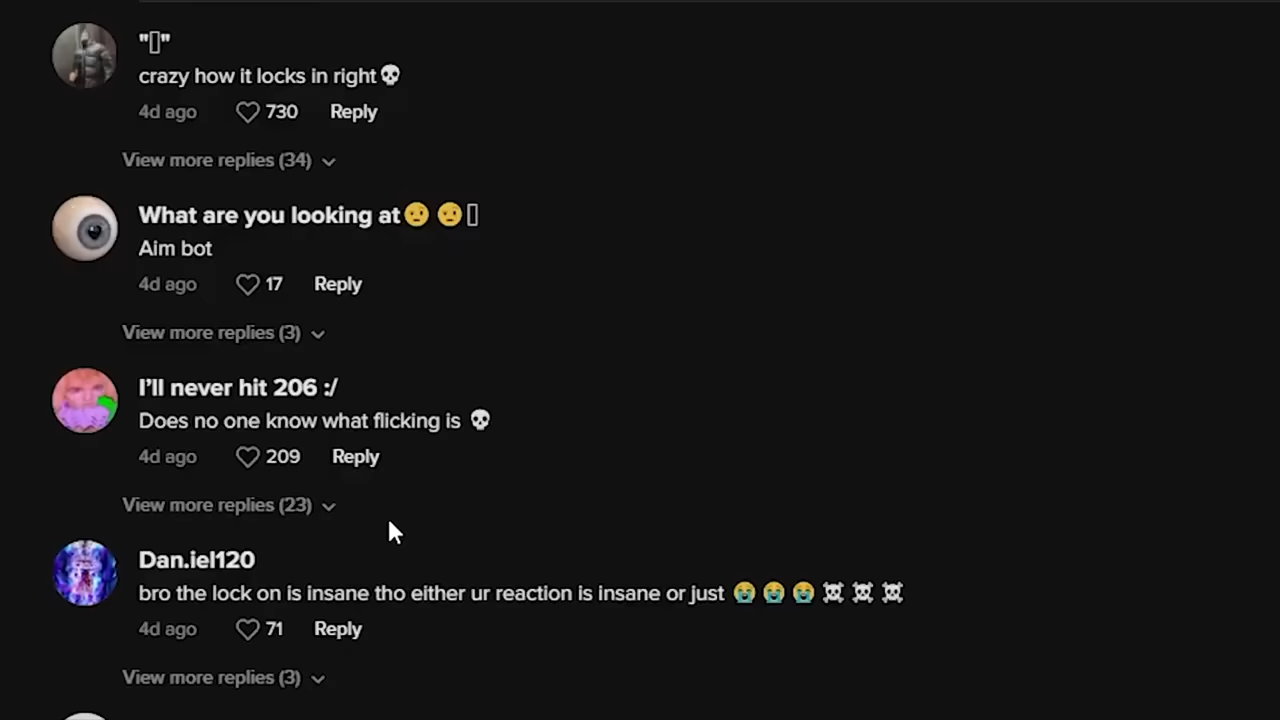 "▯"
crazy how it locks in right💀
4d ago 730 Reply
View more replies (34)
What are you looking at🤨 🤨▯
Aim bot
4d ago 17 Reply
View more replies (3)
I’ll never hit 206 :/
Does no one know what flicking is 💀
4d ago 209 Reply
View more replies (23)
Dan.iel120
bro the lock on is insane tho either ur reaction is insane or just 😭 😭 😭 ☠ ☠ ☠
4d ago 71 Reply
View more replies (3)